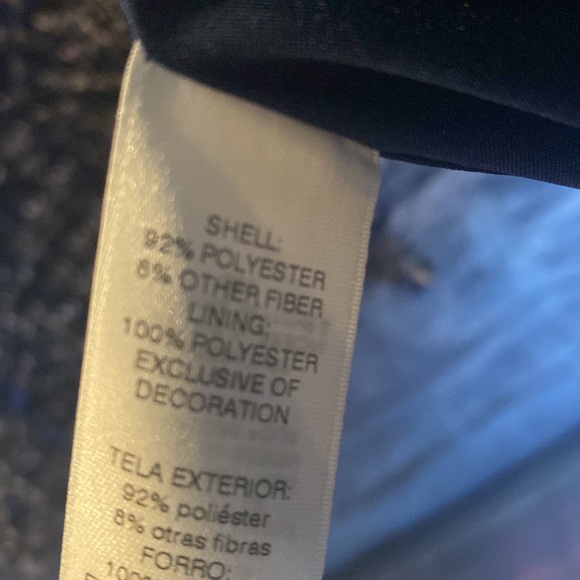 SHELL:
92% POLYESTER
8% OTHER FIBER
LINING:
100% POLYESTER
EXCLUSIVE OF
DECORATION
TELA EXTERIOR:
92% poliéster
8% otras fibras
FORRO:
100%